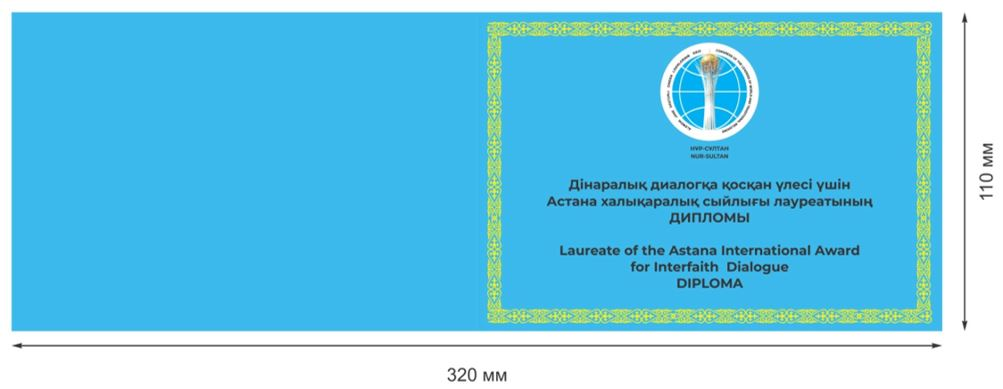 НҰР-СҰЛТАН
NUR-SULTAN
Дінаралық диалогқа қосқан үлесі үшін
Астана халықаралық сыйлығы лауреатының
ДИПЛОМЫ
Laureate of the Astana International Award
for Interfaith Dialogue
DIPLOMA
110 мм
320 мм